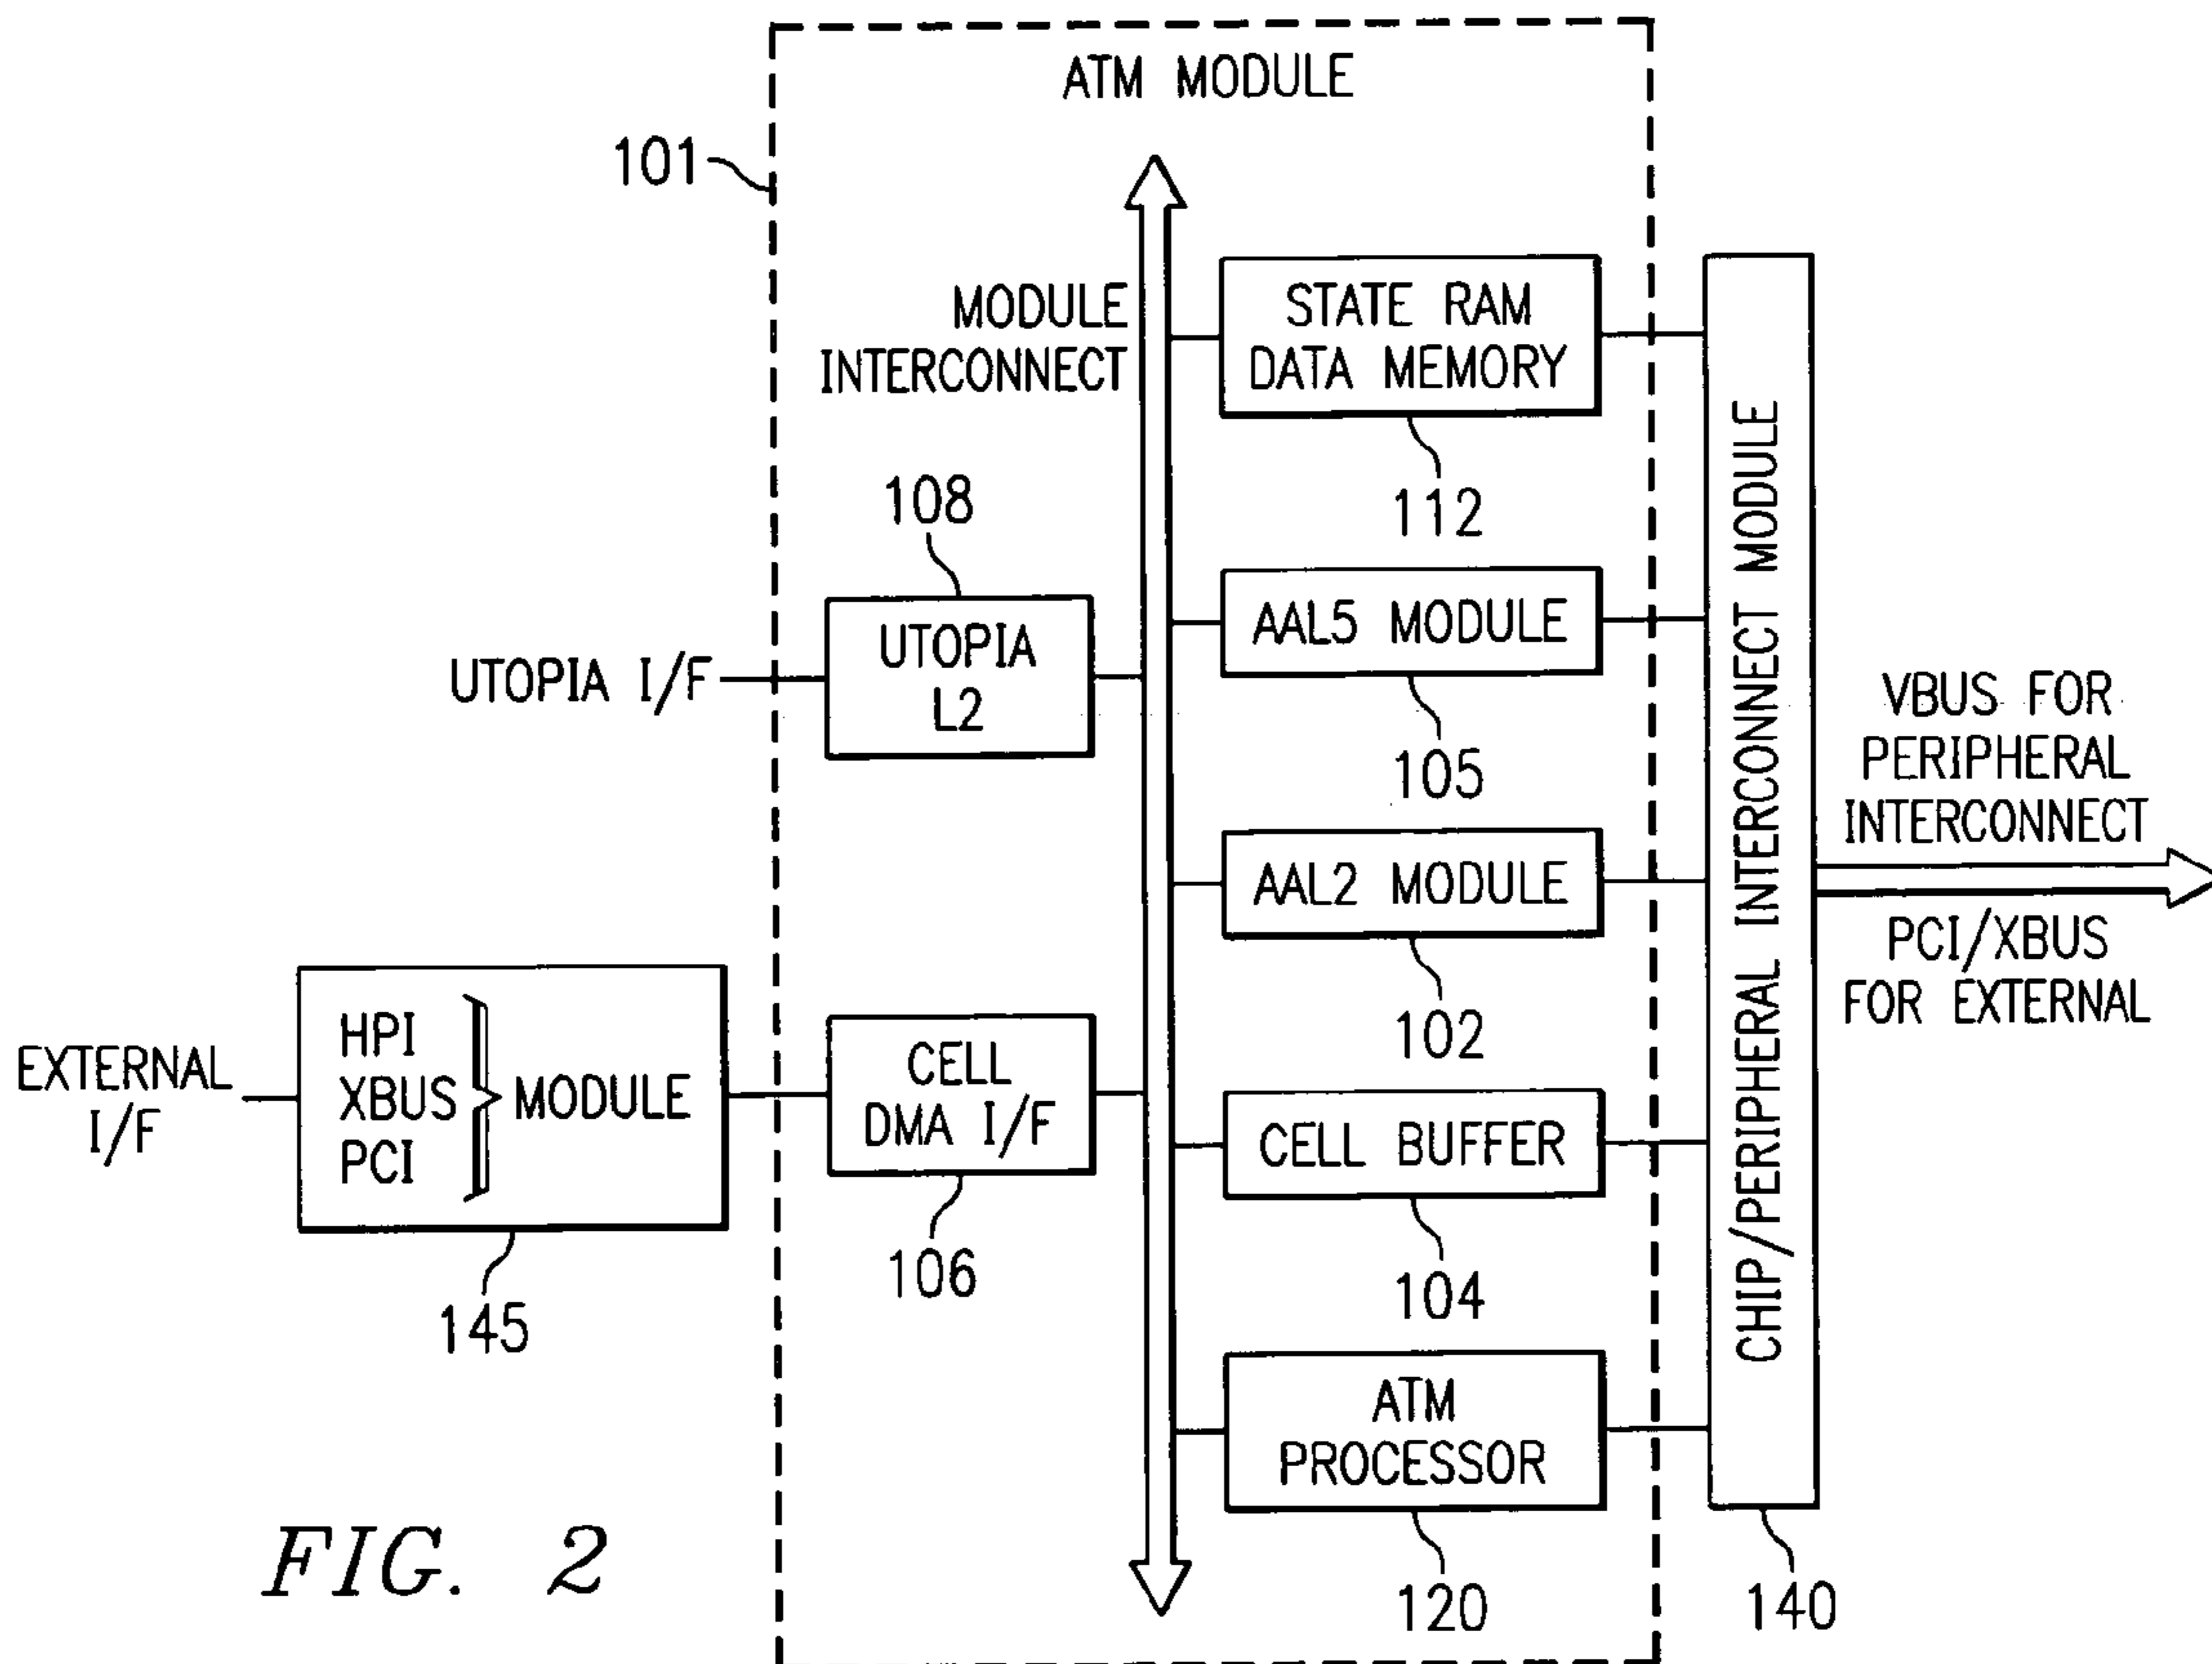 ATM MODULE
101
MODULE
INTERCONNECT
STATE RAM
DATA MEMORY
112
108
UTOPIA I/F
UTOPIA
L2
AAL5 MODULE
105
AAL2 MODULE
102
EXTERNAL
I/F
HPI
XBUS
PCI
MODULE
145
CELL
DMA I/F
106
CELL BUFFER
104
ATM
PROCESSOR
120
CHIP/PERIPHERAL INTERCONNECT MODULE
140
VBUS FOR
PERIPHERAL
INTERCONNECT
PCI/XBUS
FOR EXTERNAL
FIG. 2